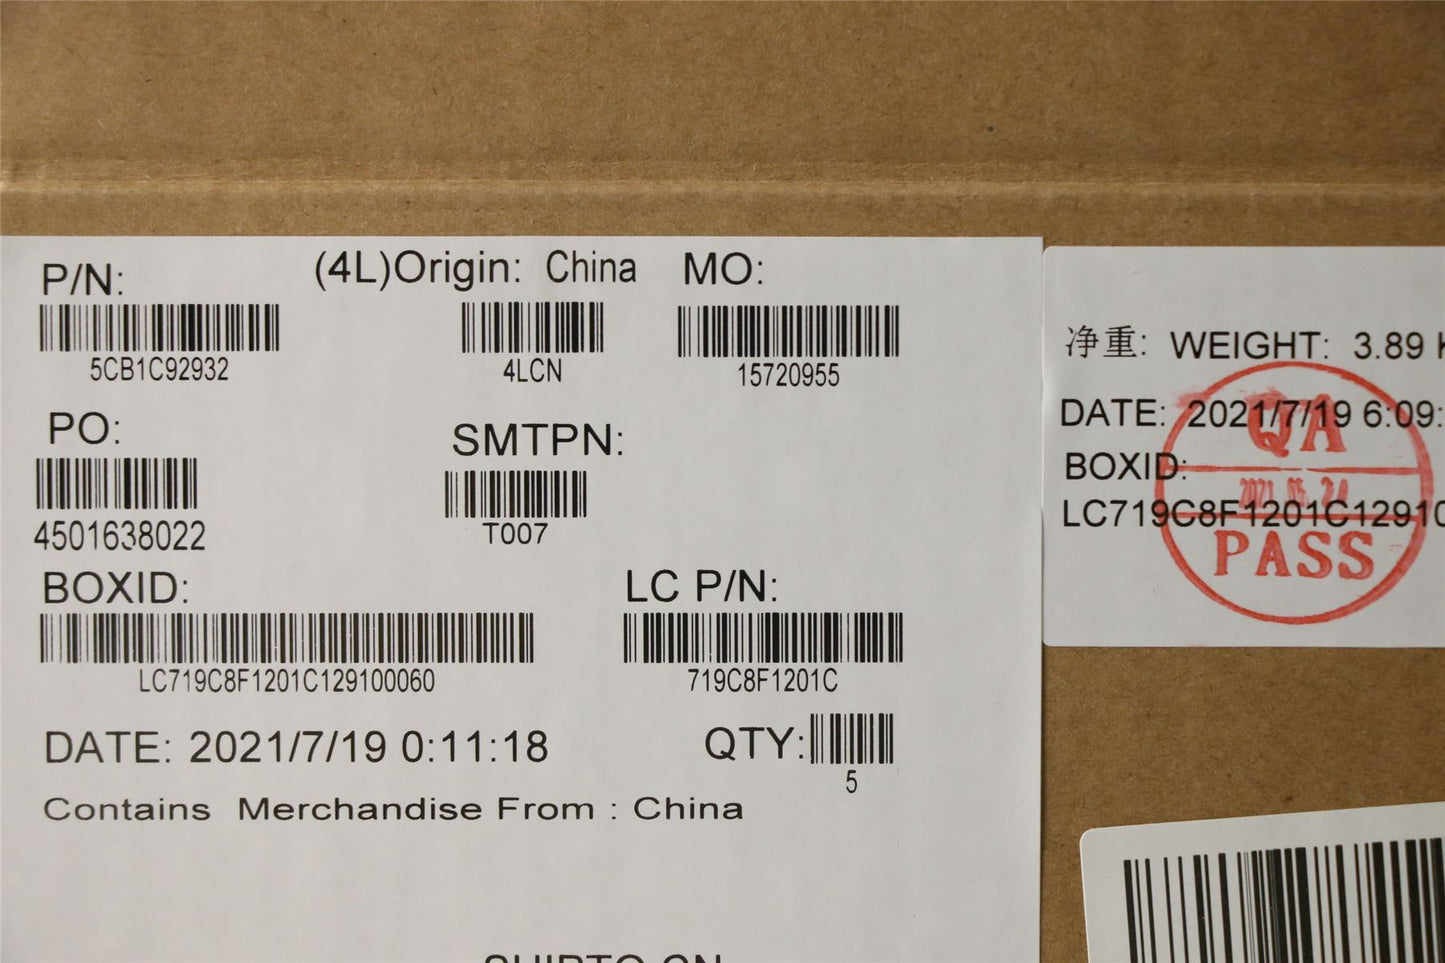 P/N:
(4L)Origin: China
MO:
5CB1C92932
4LCN
15720955
PO:
SMTPN:
4501638022
T007
BOXID:
LC P/N:
LC719C8F1201C129100060
719C8F1201C
DATE: 2021/7/19 0:11:18
QTY:
5
Contains Merchandise From : China
净重: WEIGHT: 3.89
DATE: 2021/7/19 6:09:
BOXID:
LC719C8F1201C12910
QA
PASS